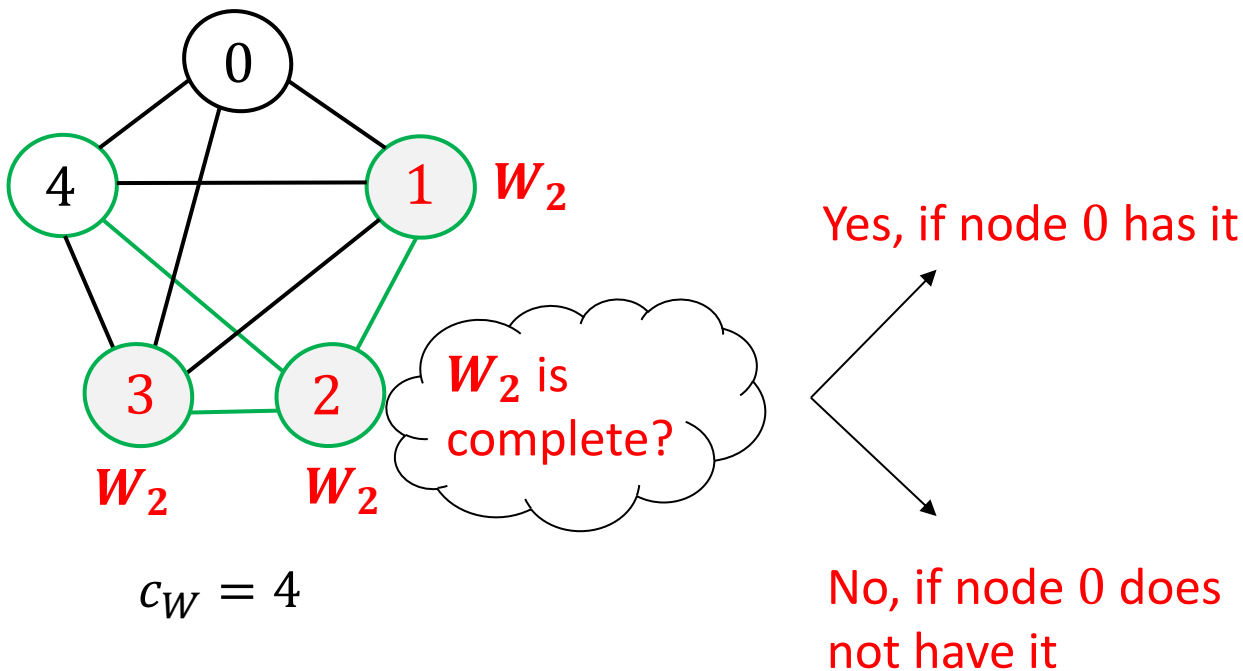 0
4
1
W₂
Yes, if node 0 has it
W₂ is
complete?
3
2
W₂
W₂
No, if node 0 does
not have it
c_W = 4